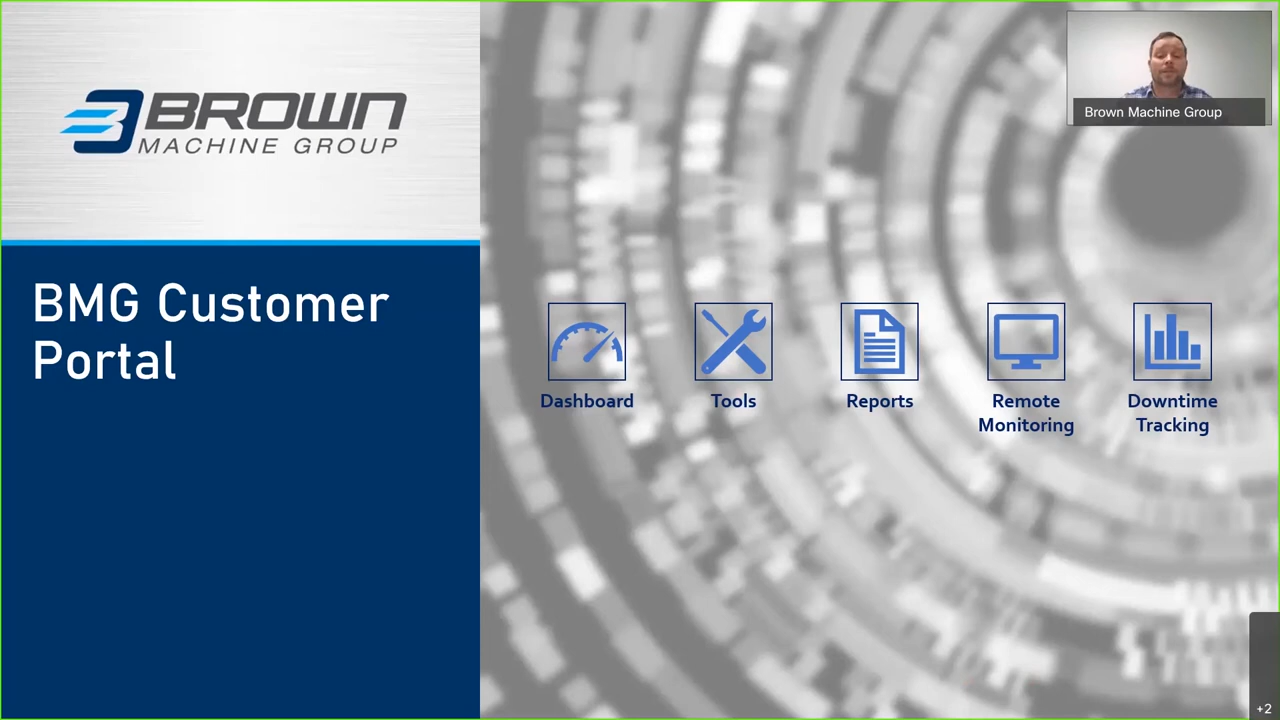 BROWN
MACHINE GROUP
BMG Customer
Portal
Dashboard
Tools
Reports
Remote
Monitoring
Downtime
Tracking
Brown Machine Group
+2